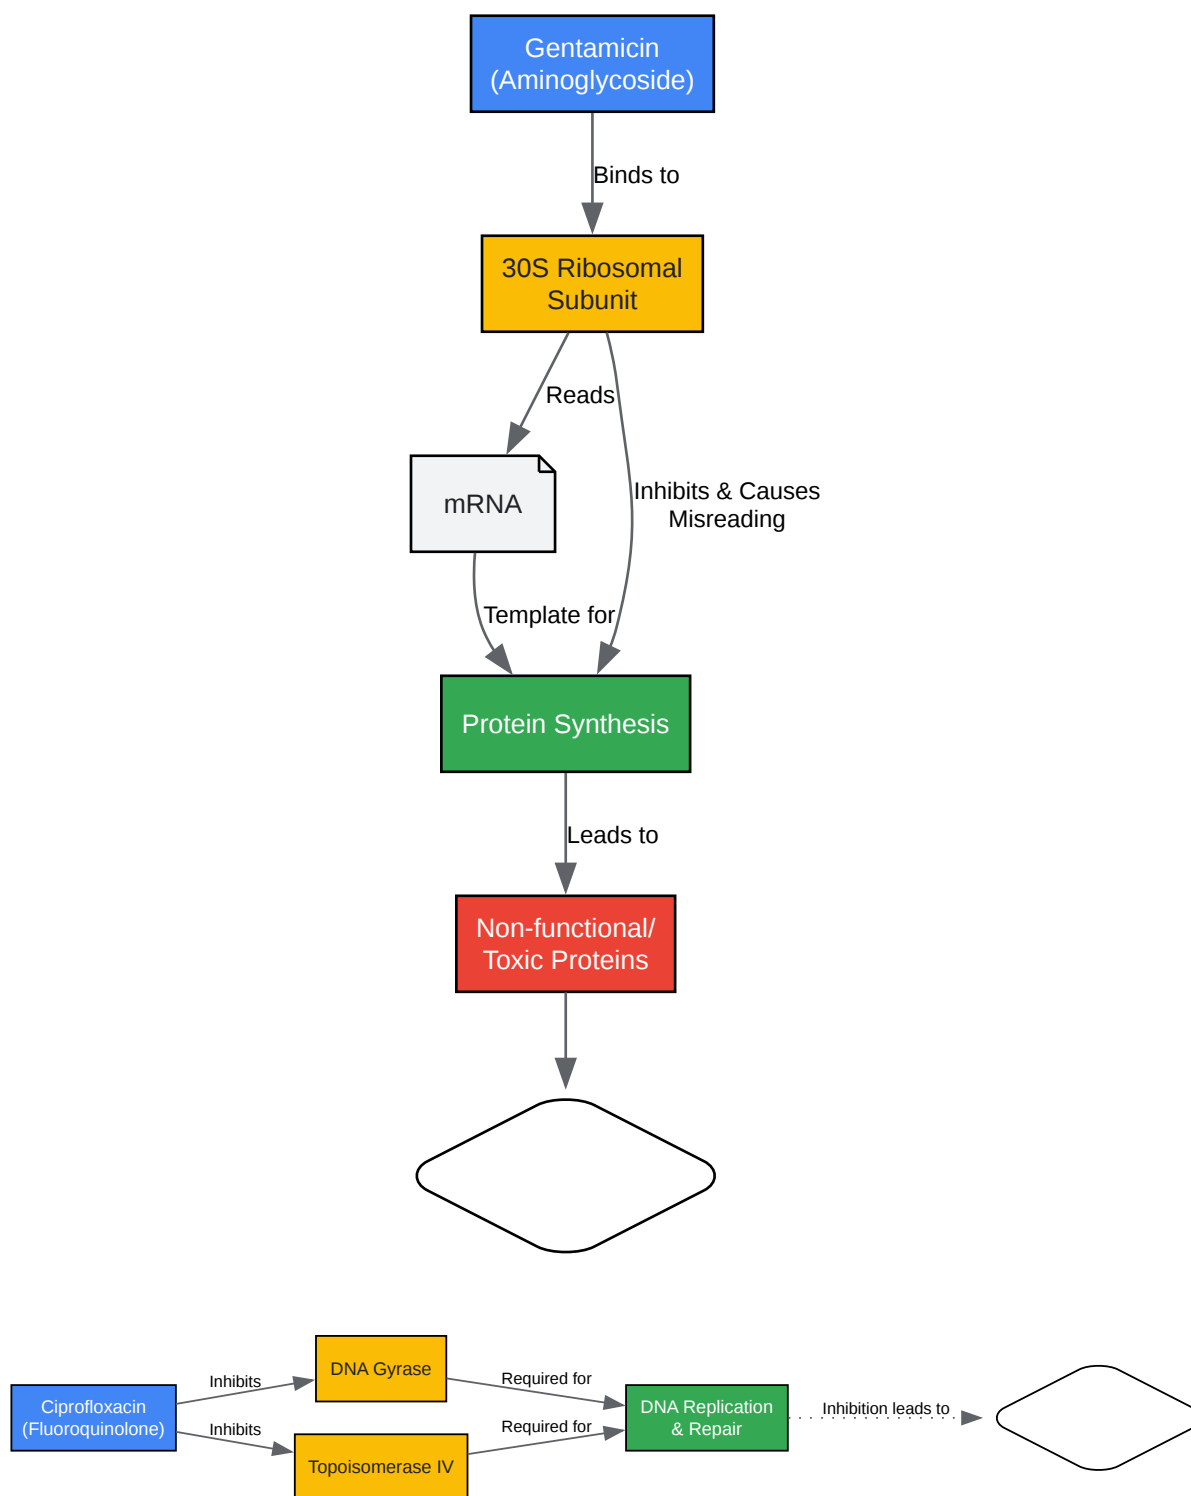 Gentamicin
(Aminoglycoside)
Binds to
30S Ribosomal
Subunit
Reads
mRNA
Inhibits & Causes
Misreading
Template for
Protein Synthesis
Leads to
Non-functional/
Toxic Proteins
Ciprofloxacin
(Fluoroquinolone)
Inhibits
Inhibits
DNA Gyrase
Topoisomerase IV
Required for
Required for
DNA Replication
& Repair
Inhibition leads to